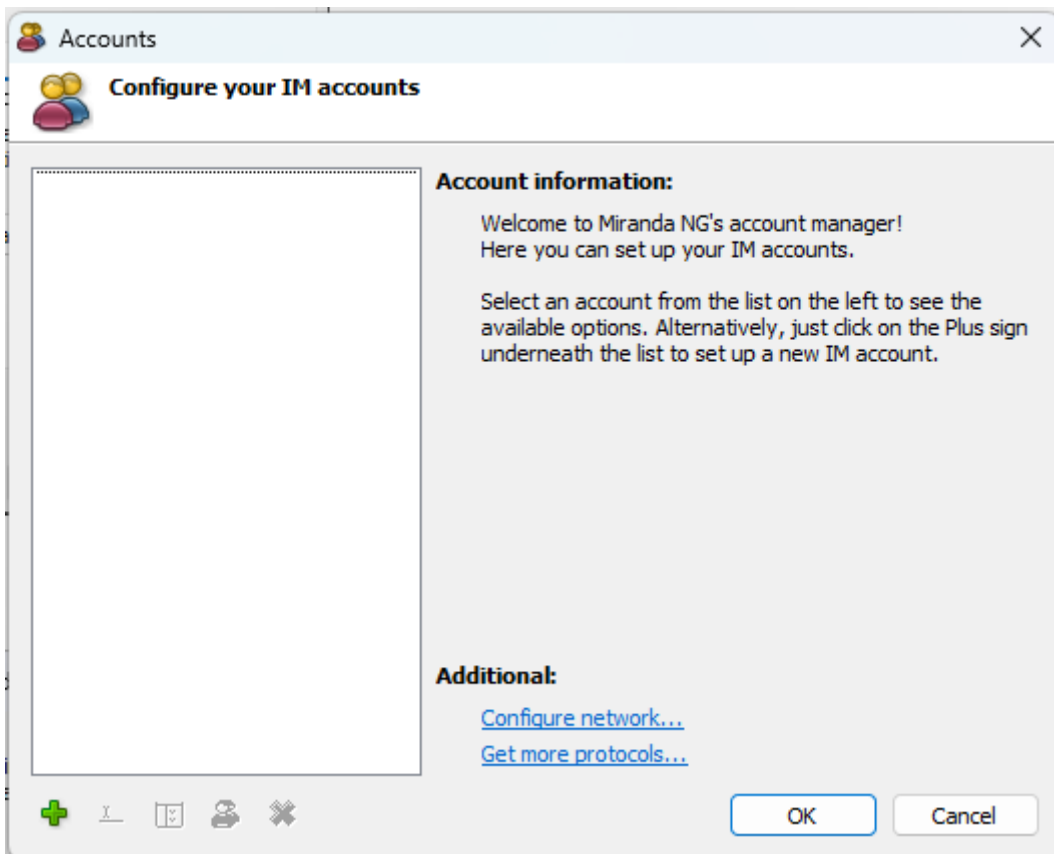 Accounts
Configure your IM accounts
Account information:
Welcome to Miranda NG's account manager!
Here you can set up your IM accounts.
Select an account from the list on the left to see the
available options. Alternatively, just click on the Plus sign
underneath the list to set up a new IM account.
Additional:
Configure network...
Get more protocols...
OK
Cancel